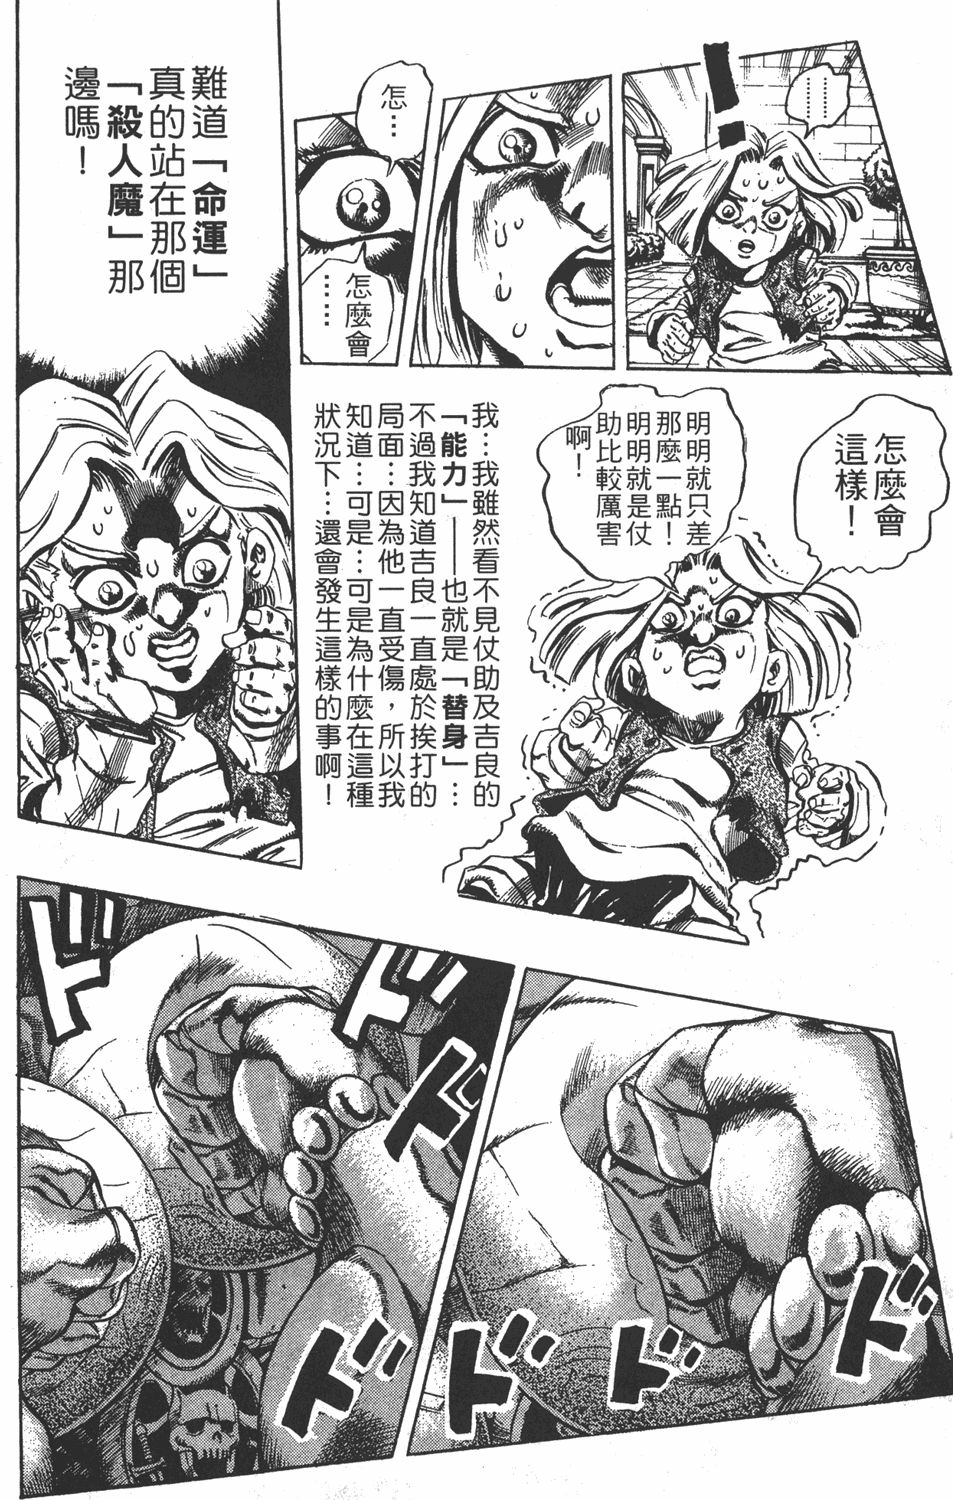 ………
！
怎…
怎麼會
……
怎麼會
這樣！
明明就只差
那麼一點！
明明就是仗
助比較厲害
啊！
我…我雖然看不見仗助及吉良的
「能力」——也就是「替身」…
不過我知道吉良一直處於挨打的
局面…因為他一直受傷，所以我
知道…可是…可是為什麼在這種
狀況下…還會發生這樣的事啊！
難道「命運」
真的站在那個
「殺人魔」那
邊嗎！
ド
ド
ド
ド
ド
ド